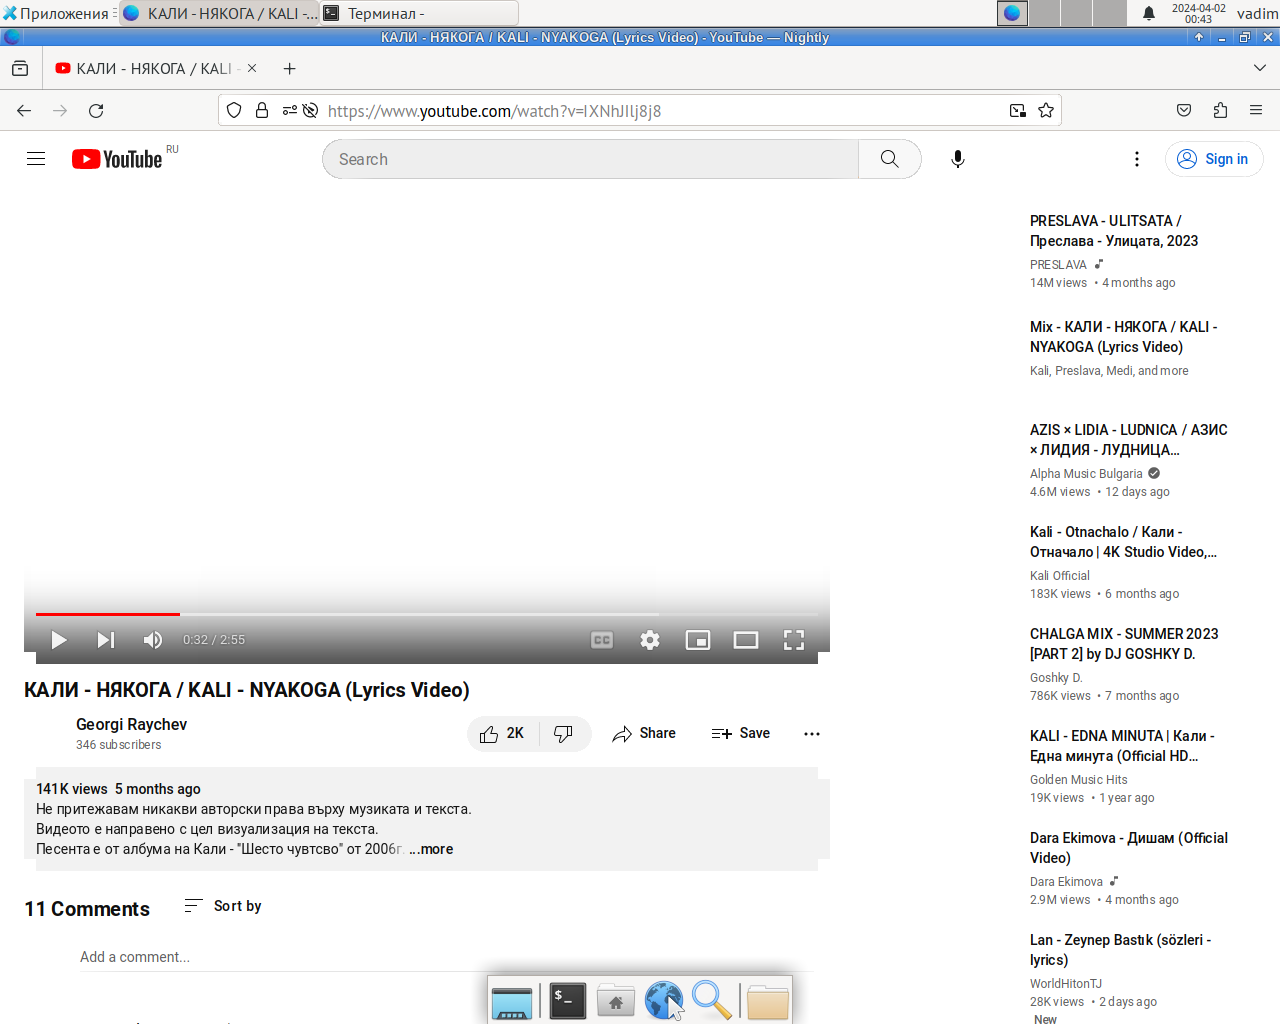 Приложения
КАЛИ - НЯКОГА / KALI -...
Терминал -
2024-04-02
00:43
vadim
КАЛИ - НЯКОГА / KALI - NYAKOGA (Lyrics Video) - YouTube — Nightly
КАЛИ - НЯКОГА / KALI -
https://www.youtube.com/watch?v=IXNhJIlj8j8
YouTube RU
Search
Sign in
0:32 / 2:55
CC
КАЛИ - НЯКОГА / KALI - NYAKOGA (Lyrics Video)
Georgi Raychev
346 subscribers
2K
Share
Save
141K views 5 months ago
Не притежавам никакви авторски права върху музиката и текста.
Видеото е направено с цел визуализация на текста.
Песента е от албума на Кали - "Шесто чувтсво" от 2006г. ...more
11 Comments
Sort by
Add a comment...
PRESLAVA - ULITSATA /
Преслава - Улицата, 2023
PRESLAVA
14M views • 4 months ago
Mix - КАЛИ - НЯКОГА / KALI -
NYAKOGA (Lyrics Video)
Kali, Preslava, Medi, and more
AZIS × LIDIA - LUDNICA / АЗИС
× ЛИДИЯ - ЛУДНИЦА...
Alpha Music Bulgaria
4.6M views • 12 days ago
Kali - Otnachalo / Кали -
Отначало | 4K Studio Video,...
Kali Official
183K views • 6 months ago
CHALGA MIX - SUMMER 2023
[PART 2] by DJ GOSHKY D.
Goshky D.
786K views • 7 months ago
KALI - EDNA MINUTA | Кали -
Една минута (Official HD...
Golden Music Hits
19K views • 1 year ago
Dara Ekimova - Дишам (Official
Video)
Dara Ekimova
2.9M views • 4 months ago
Lan - Zeynep Bastık (sözleri -
lyrics)
WorldHitonTJ
28K views • 2 days ago
New